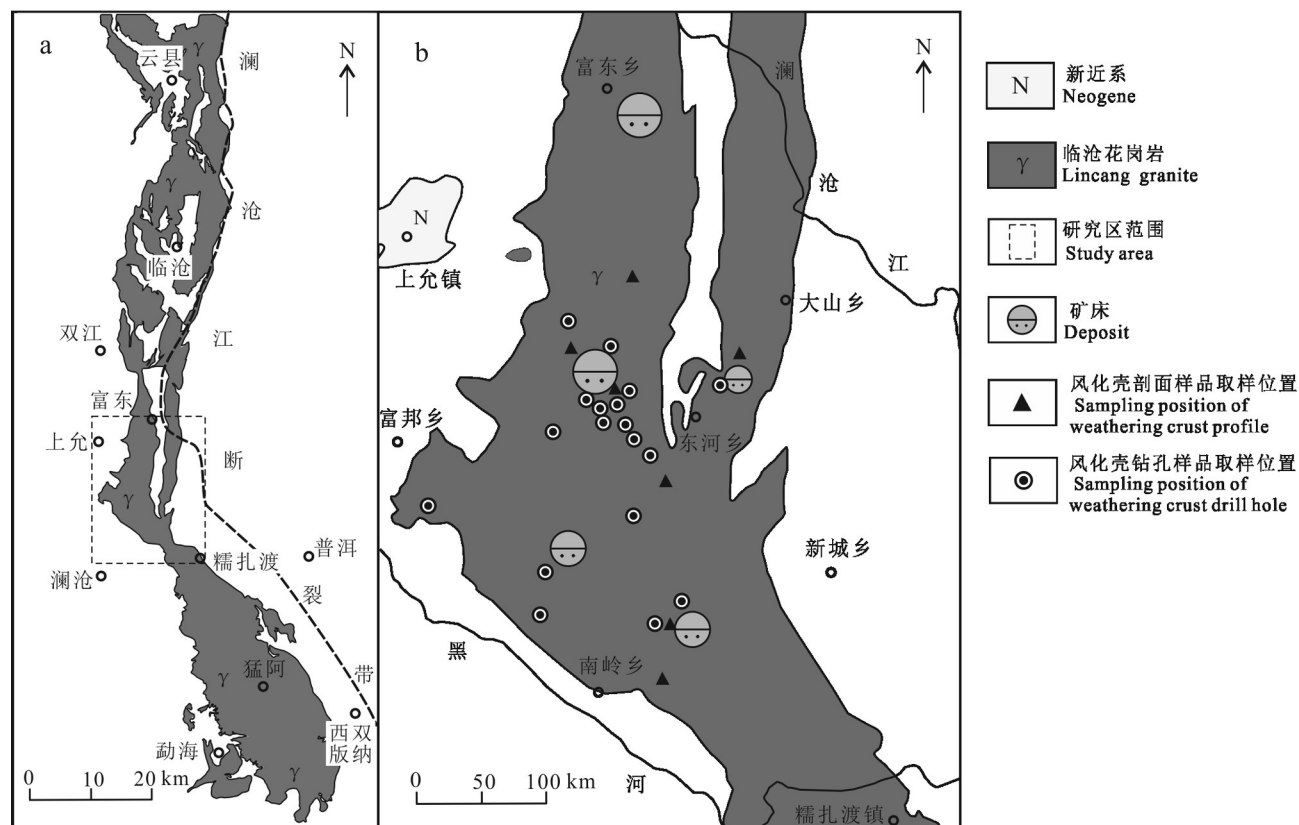 a
N
γ
云县
澜
γ
沧
临沧
双江
江
富东
上允
断
γ
普洱
糯扎渡
澜沧
裂
猛阿
γ
带
西双
版纳
勐海
γ
0 10 20 km
b
N
富东乡
澜
沧
N
江
上允镇
γ
大山乡
富邦乡
东河乡
新城乡
黑
南岭乡
河
0 50 100 km
糯扎渡镇
N
新近系
Neogene
γ
临沧花岗岩
Lincang granite
研究区范围
Study area
矿床
Deposit
风化壳剖面样品取样位置
Sampling position of
weathering crust profile
风化壳钻孔样品取样位置
Sampling position of
weathering crust drill hole